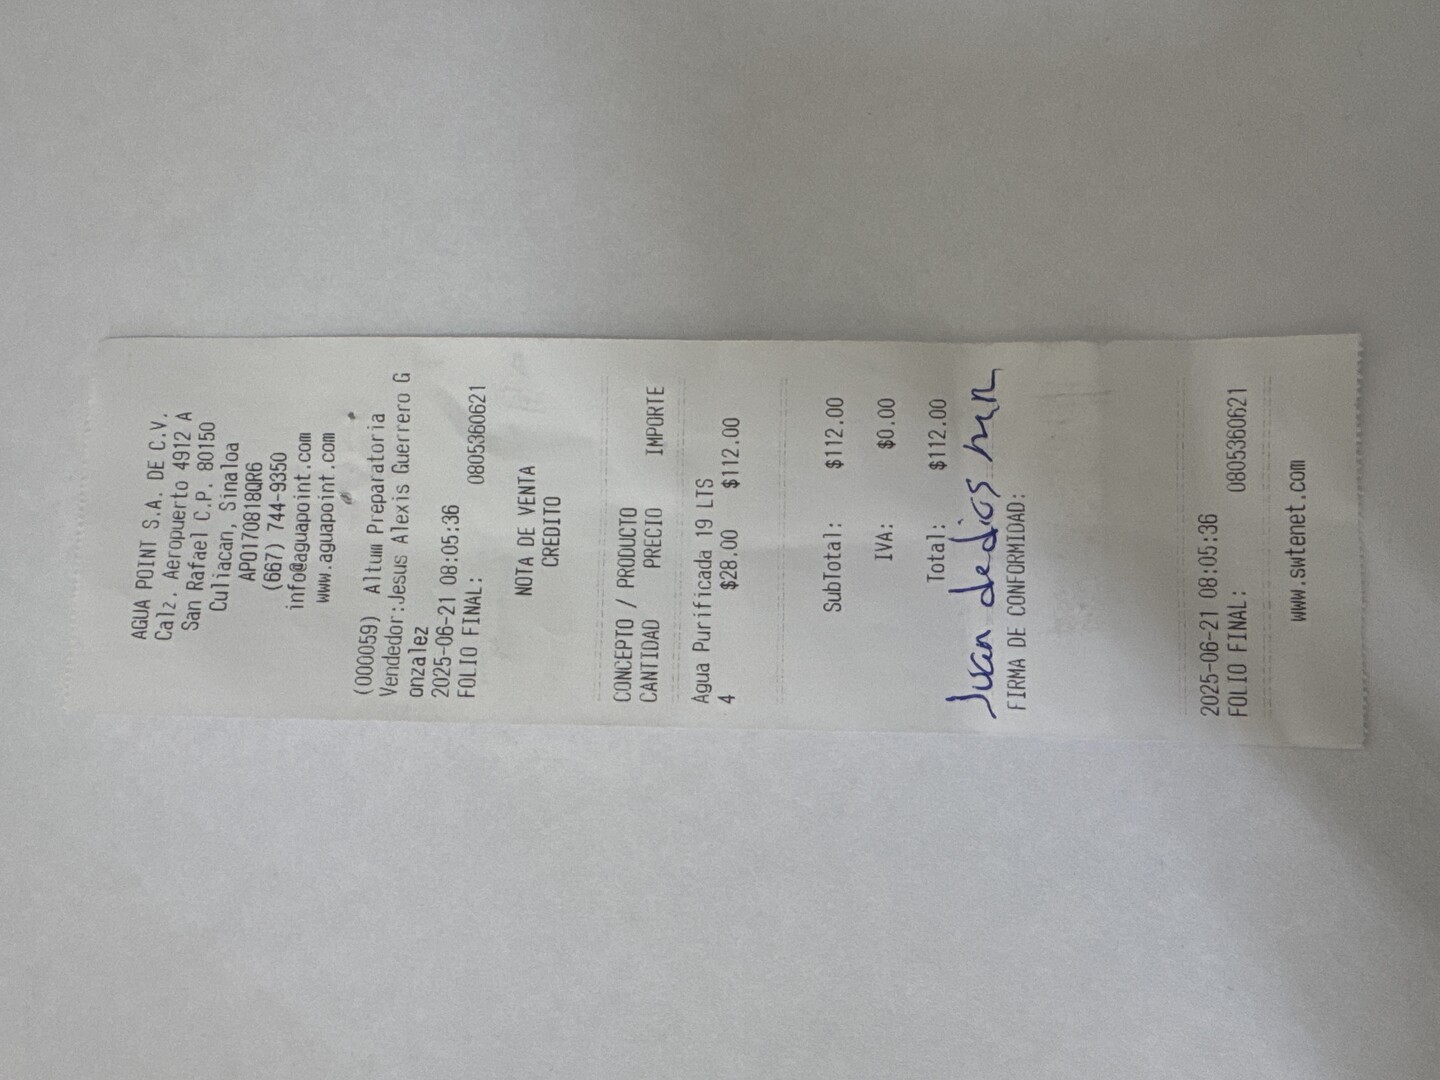 AGUA POINT S.A. DE C.V.
Calz. Aeropuerto 4912 A
San Rafael C.P. 80150
Culiacan, Sinaloa
APO170818QR6
(667) 744-9350
info@aguapoint.com
www.aguapoint.com
(000059) Altum Preparatoria
Vendedor:Jesus Alexis Guerrero G
onzalez
2025-06-21 08:05:36
FOLIO FINAL: 0805360621
NOTA DE VENTA
CREDITO
CONCEPTO / PRODUCTO
CANTIDAD PRECIO IMPORTE
Agua Purificada 19 LTS
4 $28.00 $112.00
SubTotal: $112.00
IVA: $0.00
Total: $112.00
Juan de dios
FIRMA DE CONFORMIDAD:
2025-06-21 08:05:36
FOLIO FINAL: 0805360621
www.swtenet.com